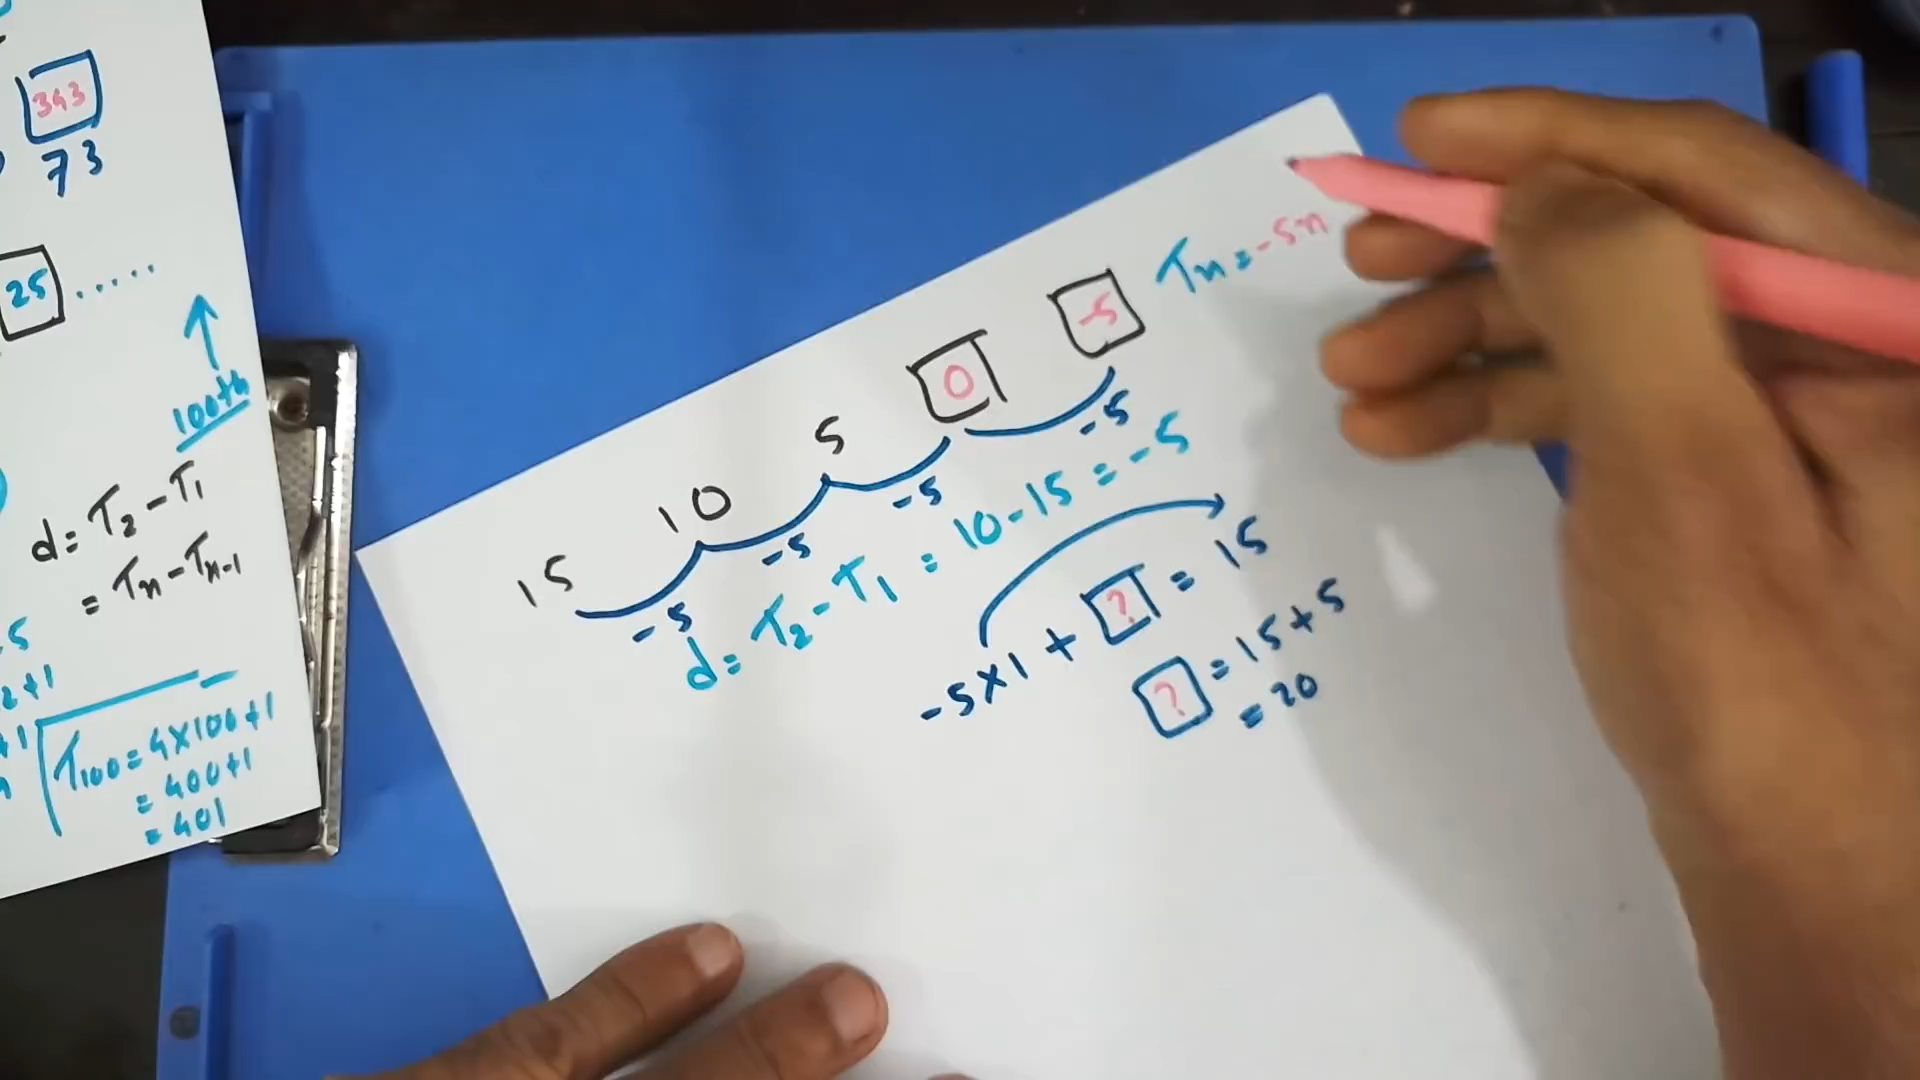 343
73
25 .....
100th
d = T2 - T1
= Tn - Tn-1
T100 = 4x100+1
= 400+1
= 401
15 10 5 0 -5 Tn = -5n
-5 -5 -5 -5
d = T2 - T1 = 10 - 15 = -5
-5x1 + ? = 15
? = 15 + 5
= 20